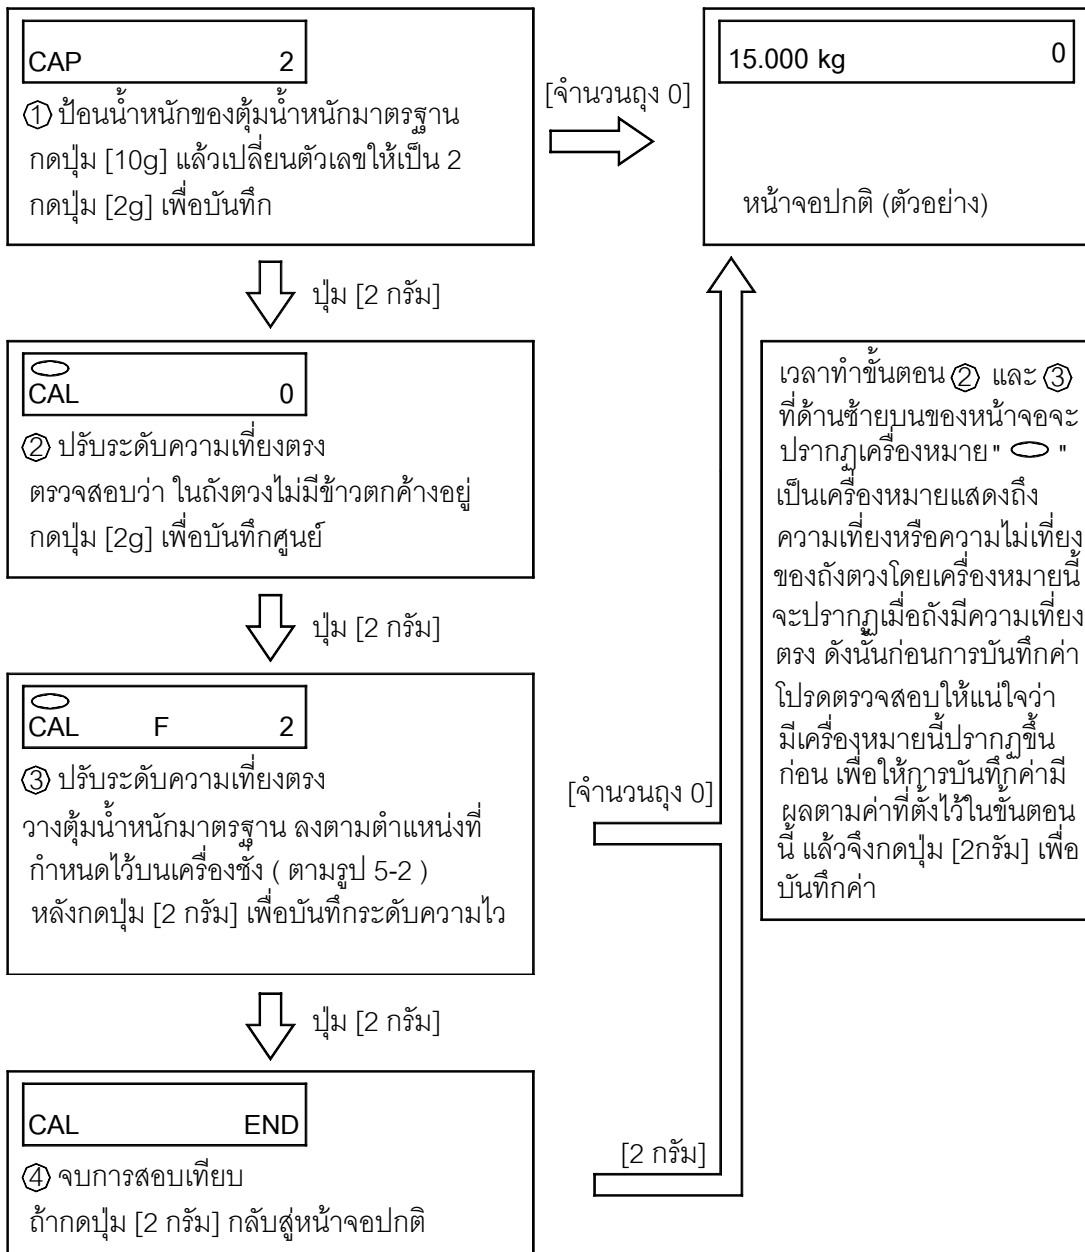 CAP 2
① ป้อนน้ำหนักของตุ้มน้ำหนักมาตรฐาน
กดปุ่ม [10g] แล้วเปลี่ยนตัวเลขให้เป็น 2
กดปุ่ม [2g] เพื่อบันทึก
[จำนวนถุง 0]
15.000 kg 0
หน้าจอปกติ (ตัวอย่าง)
ปุ่ม [2 กรัม]
CAL 0
② ปรับระดับความเที่ยงตรง
ตรวจสอบว่า ในถังตวงไม่มีข้าวตกค้างอยู่
กดปุ่ม [2g] เพื่อบันทึกศูนย์
ปุ่ม [2 กรัม]
CAL F 2
③ ปรับระดับความเที่ยงตรง
วางตุ้มน้ำหนักมาตรฐาน ลงตามตำแหน่งที่
กำหนดไว้บนเครื่องชั่ง ( ตามรูป 5-2 )
หลังกดปุ่ม [2 กรัม] เพื่อบันทึกระดับความไว
[จำนวนถุง 0]
เวลาทำขั้นตอน ② และ ③
ที่ด้านซ้ายบนของหน้าจอจะ
ปรากฏเครื่องหมาย " "
เป็นเครื่องหมายแสดงถึง
ความเที่ยงหรือความไม่เที่ยง
ของถังตวงโดยเครื่องหมายนี้
จะปรากฏเมื่อถังมีความเที่ยง
ตรง ดังนั้นก่อนการบันทึกค่า
โปรดตรวจสอบให้แน่ใจว่า
มีเครื่องหมายนี้ปรากฏขึ้น
ก่อน เพื่อให้การบันทึกค่ามี
ผลตามค่าที่ตั้งไว้ในขั้นตอน
นี้ แล้วจึงกดปุ่ม [2กรัม] เพื่อ
บันทึกค่า
ปุ่ม [2 กรัม]
CAL END
④ จบการสอบเทียบ
ถ้ากดปุ่ม [2 กรัม] กลับสู่หน้าจอปกติ
[2 กรัม]